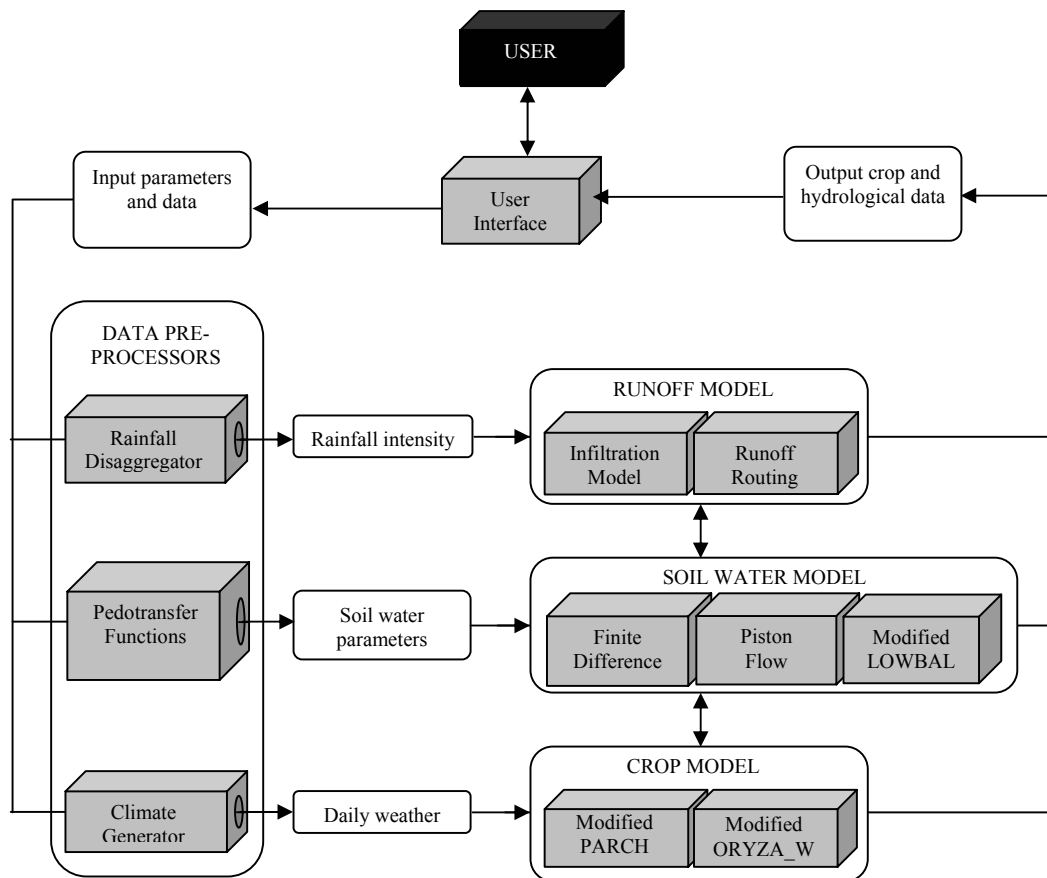 USER
Input parameters
and data
User
Interface
Output crop and
hydrological data
DATA PRE-
PROCESSORS
Rainfall
Disaggregator
Rainfall intensity
RUNOFF MODEL
Infiltration
Model
Runoff
Routing
Pedotransfer
Functions
Soil water
parameters
SOIL WATER MODEL
Finite
Difference
Piston
Flow
Modified
LOWBAL
Climate
Generator
Daily weather
CROP MODEL
Modified
PARCH
Modified
ORYZA_W